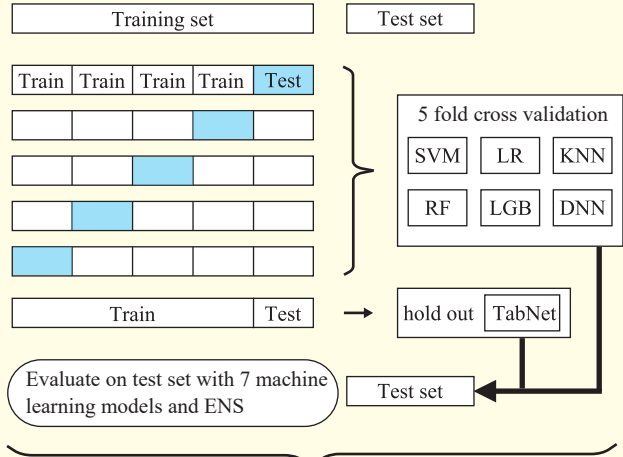 Training set
Test set
Train Train Train Train Test
5 fold cross validation
SVM LR KNN
RF LGB DNN
Train Test
hold out TabNet
Evaluate on test set with 7 machine
learning models and ENS
Test set